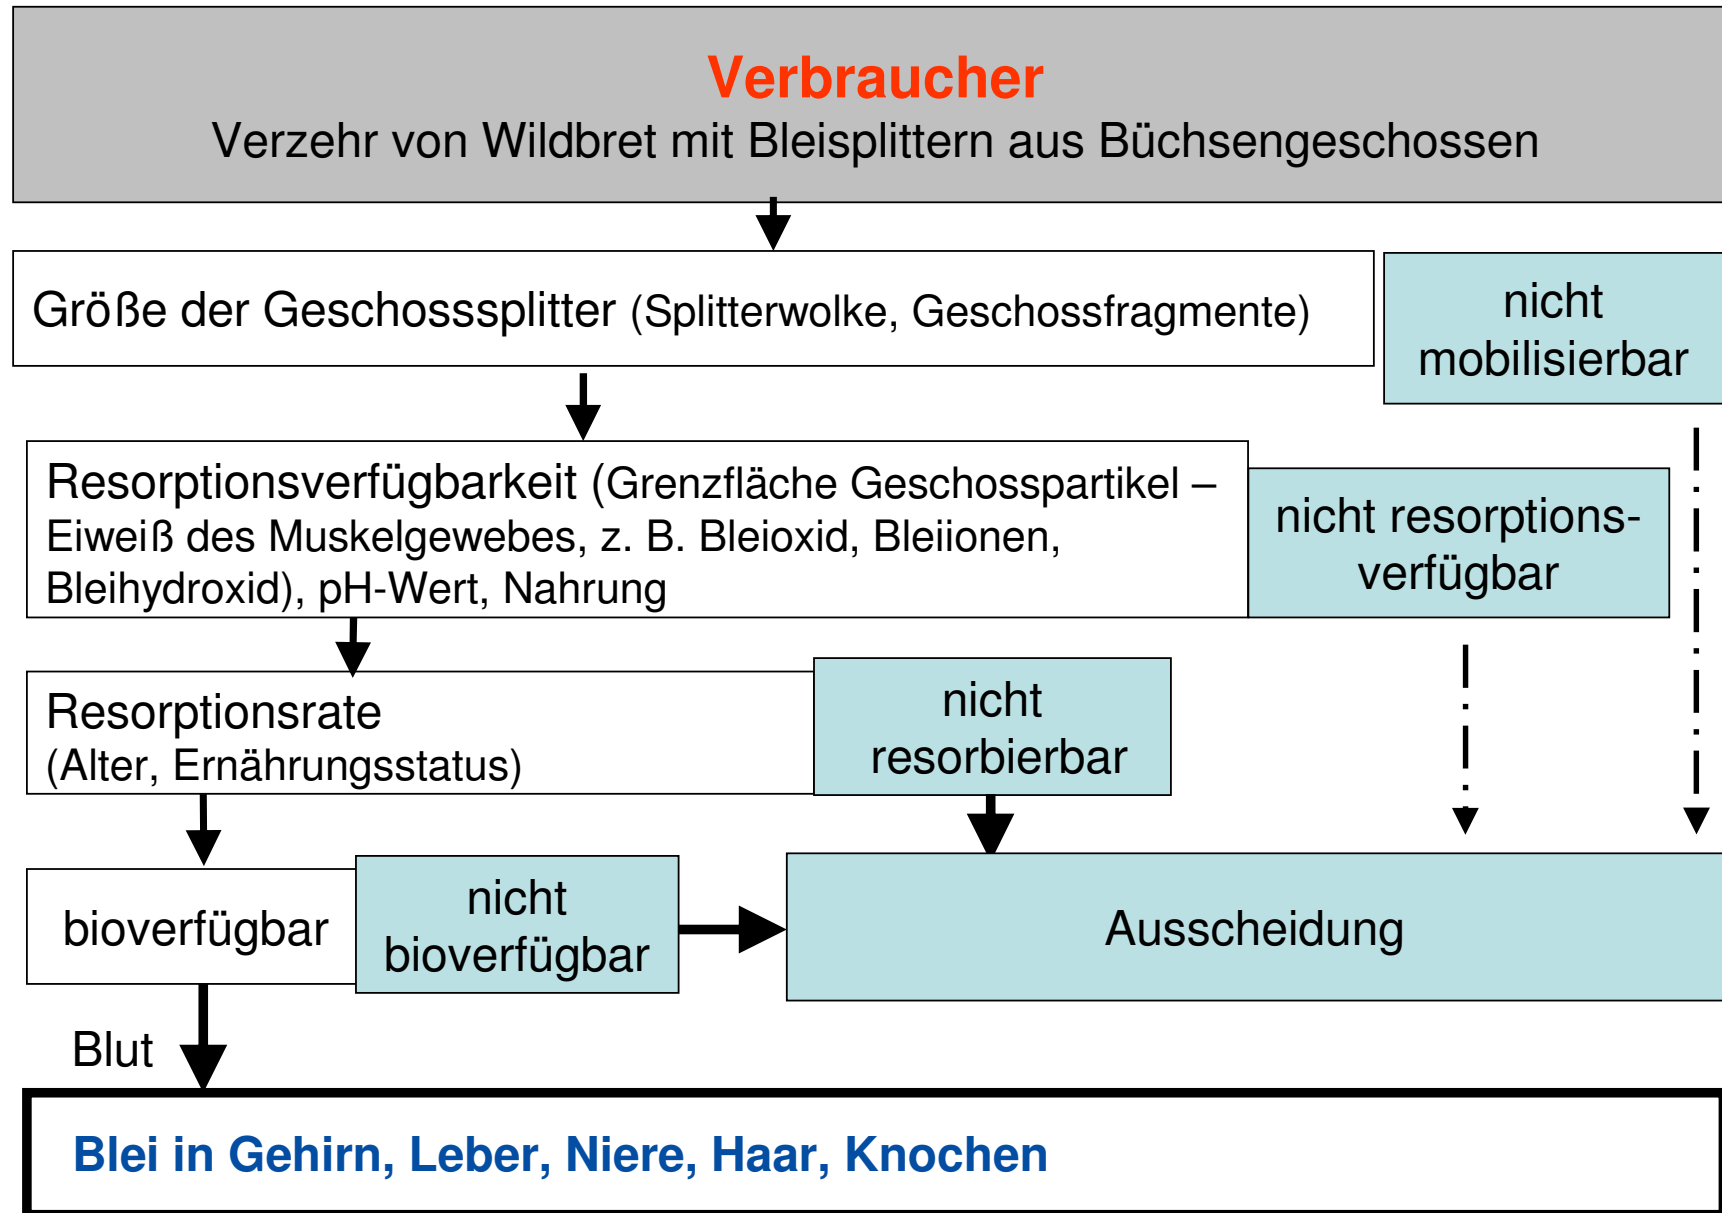 Verbraucher
Verzehr von Wildbret mit Bleisplittern aus Büchsengeschossen
Größe der Geschosssplitter (Splitterwolke, Geschossfragmente)
nicht
mobilisierbar
Resorptionsverfügbarkeit (Grenzfläche Geschosspartikel –
Eiweiß des Muskelgewebes, z. B. Bleioxid, Bleiionen,
Bleihydroxid), pH-Wert, Nahrung
nicht resorptions-
verfügbar
Resorptionsrate
(Alter, Ernährungsstatus)
nicht
resorbierbar
bioverfügbar
nicht
bioverfügbar
Ausscheidung
Blut
Blei in Gehirn, Leber, Niere, Haar, Knochen